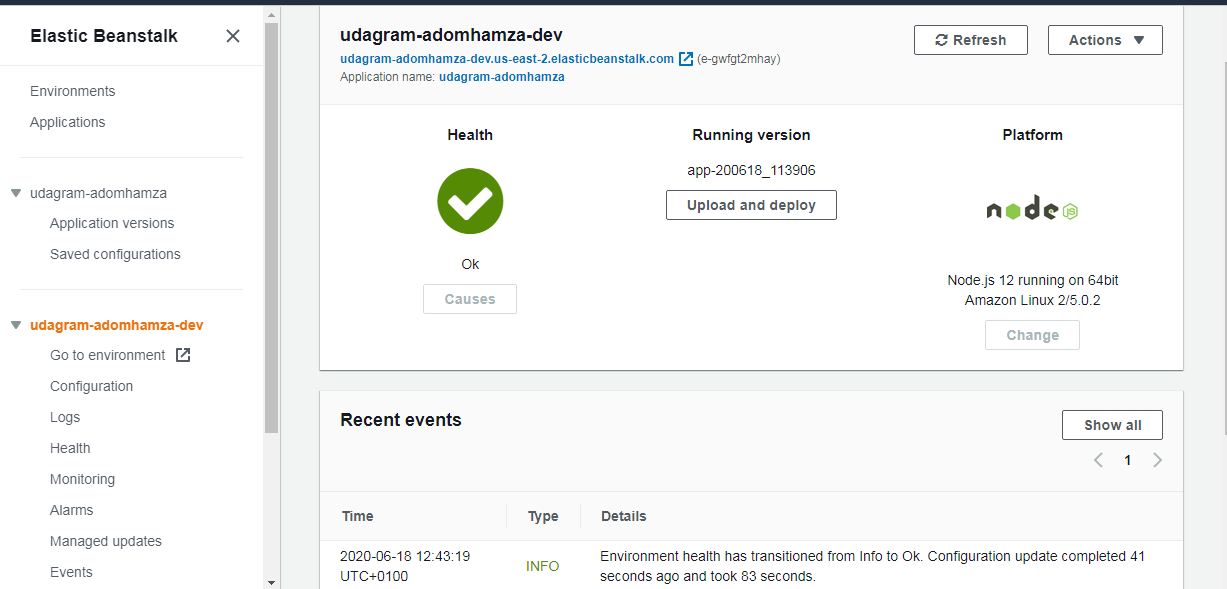 Elastic Beanstalk
Environments
Applications
udagram-adomhamza
Application versions
Saved configurations
udagram-adomhamza-dev
Go to environment
Configuration
Logs
Health
Monitoring
Alarms
Managed updates
Events
udagram-adomhamza-dev
udagram-adomhamza-dev.us-east-2.elasticbeanstalk.com (e-gwfgt2mhay)
Application name: udagram-adomhamza
Refresh
Actions
Health
Ok
Causes
Running version
app-200618_113906
Upload and deploy
Platform
node JS
Node.js 12 running on 64bit
Amazon Linux 2/5.0.2
Change
Recent events
Show all
1
Time
Type
Details
2020-06-18 12:43:19
UTC+0100
INFO
Environment health has transitioned from Info to Ok. Configuration update completed 41
seconds ago and took 83 seconds.